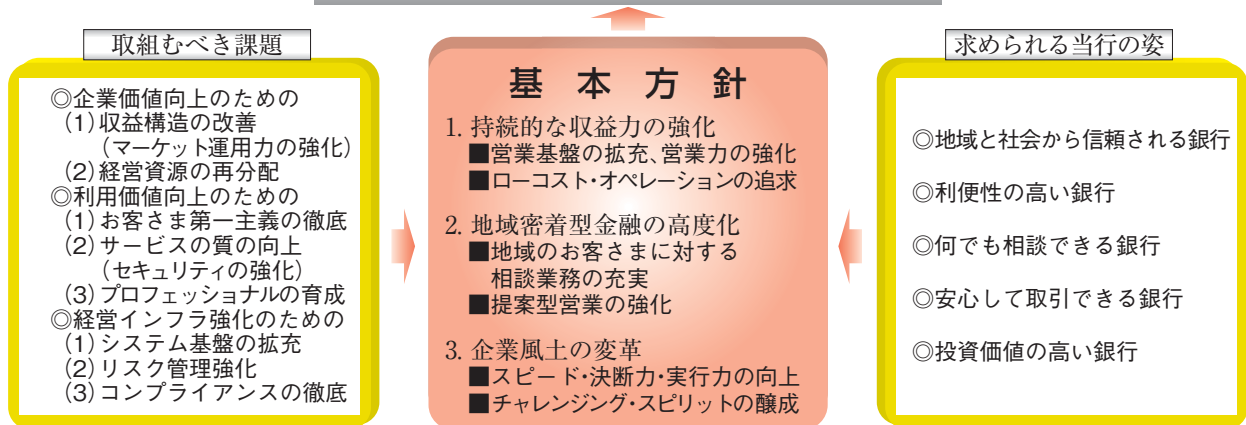 取組むべき課題
◎企業価値向上のための
(1)収益構造の改善
(マーケット運用力の強化)
(2)経営資源の再分配
◎利用価値向上のための
(1)お客さま第一主義の徹底
(2)サービスの質の向上
(セキュリティの強化)
(3)プロフェッショナルの育成
◎経営インフラ強化のための
(1)システム基盤の拡充
(2)リスク管理強化
(3)コンプライアンスの徹底
基本方針
1. 持続的な収益力の強化
■営業基盤の拡充、営業力の強化
■ローコスト・オペレーションの追求
2. 地域密着型金融の高度化
■地域のお客さまに対する
相談業務の充実
■提案型営業の強化
3. 企業風土の変革
■スピード・決断力・実行力の向上
■チャレンジング・スピリットの醸成
求められる当行の姿
◎地域と社会から信頼される銀行
◎利便性の高い銀行
◎何でも相談できる銀行
◎安心して取引できる銀行
◎投資価値の高い銀行